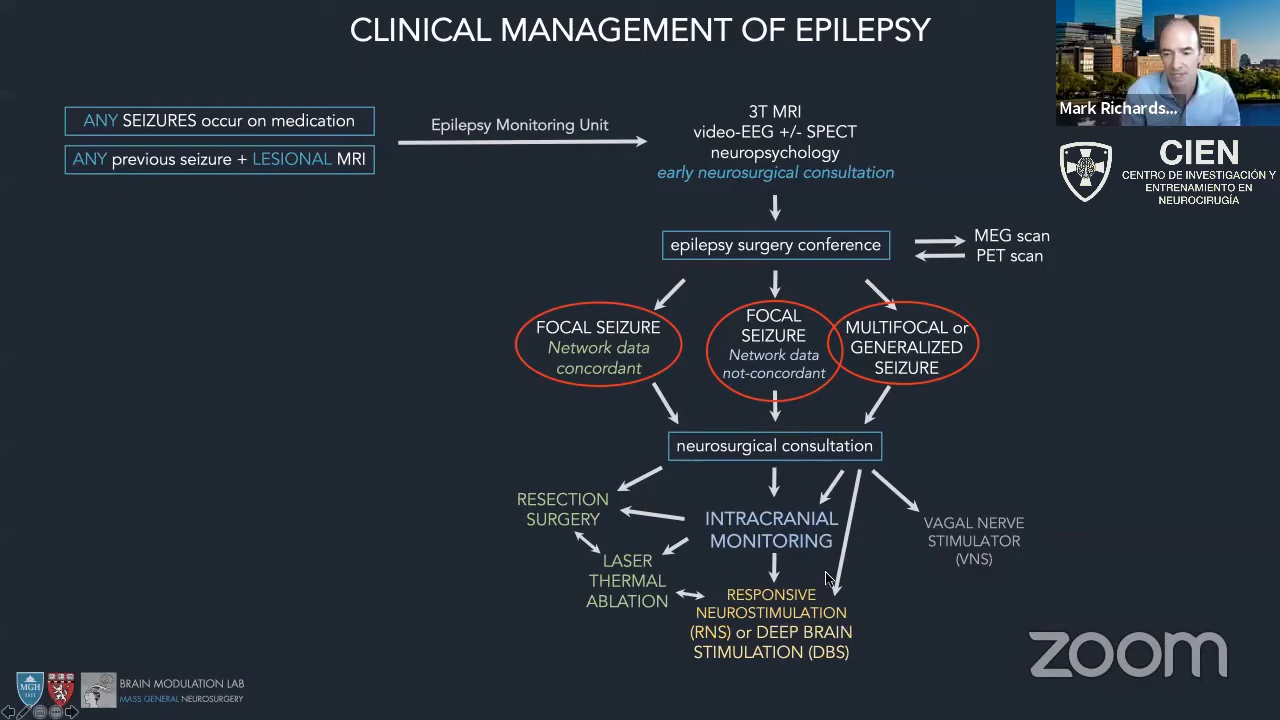 CLINICAL MANAGEMENT OF EPILEPSY
Mark Richards...
CIEN
CENTRO DE INVESTIGACIÓN Y
ENTRENAMIENTO EN
NEUROCIRUGÍA
ANY SEIZURES occur on medication
ANY previous seizure + LESIONAL MRI
Epilepsy Monitoring Unit
3T MRI
video-EEG +/- SPECT
neuropsychology
early neurosurgical consultation
epilepsy surgery conference
MEG scan
PET scan
FOCAL SEIZURE
Network data
concordant
FOCAL
SEIZURE
Network data
not-concordant
MULTIFOCAL or
GENERALIZED
SEIZURE
neurosurgical consultation
RESECTION
SURGERY
INTRACRANIAL
MONITORING
VAGAL NERVE
STIMULATOR
(VNS)
LASER
THERMAL
ABLATION
RESPONSIVE
NEUROSTIMULATION
(RNS) or DEEP BRAIN
STIMULATION (DBS)
zoom
MGH
1811
BRAIN MODULATION LAB
MASS GENERAL NEUROSURGERY